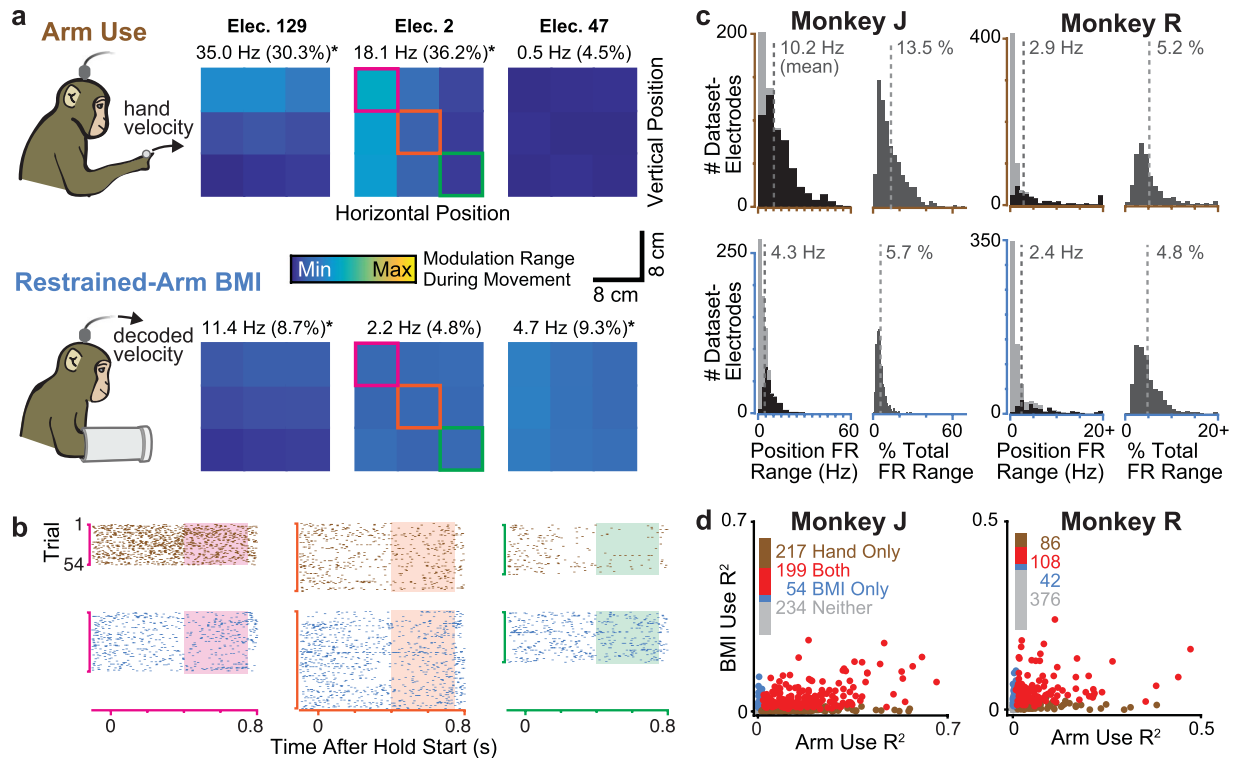 a
Arm Use
Elec. 129
35.0 Hz (30.3%)*
Elec. 2
18.1 Hz (36.2%)*
Elec. 47
0.5 Hz (4.5%)
hand
velocity
Horizontal Position
Vertical Position
Min
Max
Modulation Range
During Movement
8 cm
8 cm
Restrained-Arm BMI
decoded
velocity
11.4 Hz (8.7%)*
2.2 Hz (4.8%)
4.7 Hz (9.3%)*
b
Trial
1
54
0
0.8
0
0.8
0
0.8
Time After Hold Start (s)
c
Monkey J
Monkey R
# Dataset-
Electrodes
200
0
10.2 Hz
(mean)
13.5 %
400
0
2.9 Hz
5.2 %
# Dataset-
Electrodes
250
0
4.3 Hz
5.7 %
350
0
2.4 Hz
4.8 %
0
60
0
60
0
20+
0
20+
Position FR
Range (Hz)
% Total
FR Range
Position FR
Range (Hz)
% Total
FR Range
d
Monkey J
Monkey R
0.7
217 Hand Only
199 Both
54 BMI Only
234 Neither
BMI Use R²
0
0
0.7
Arm Use R²
0.5
86
108
42
376
0
0
0.5
Arm Use R²